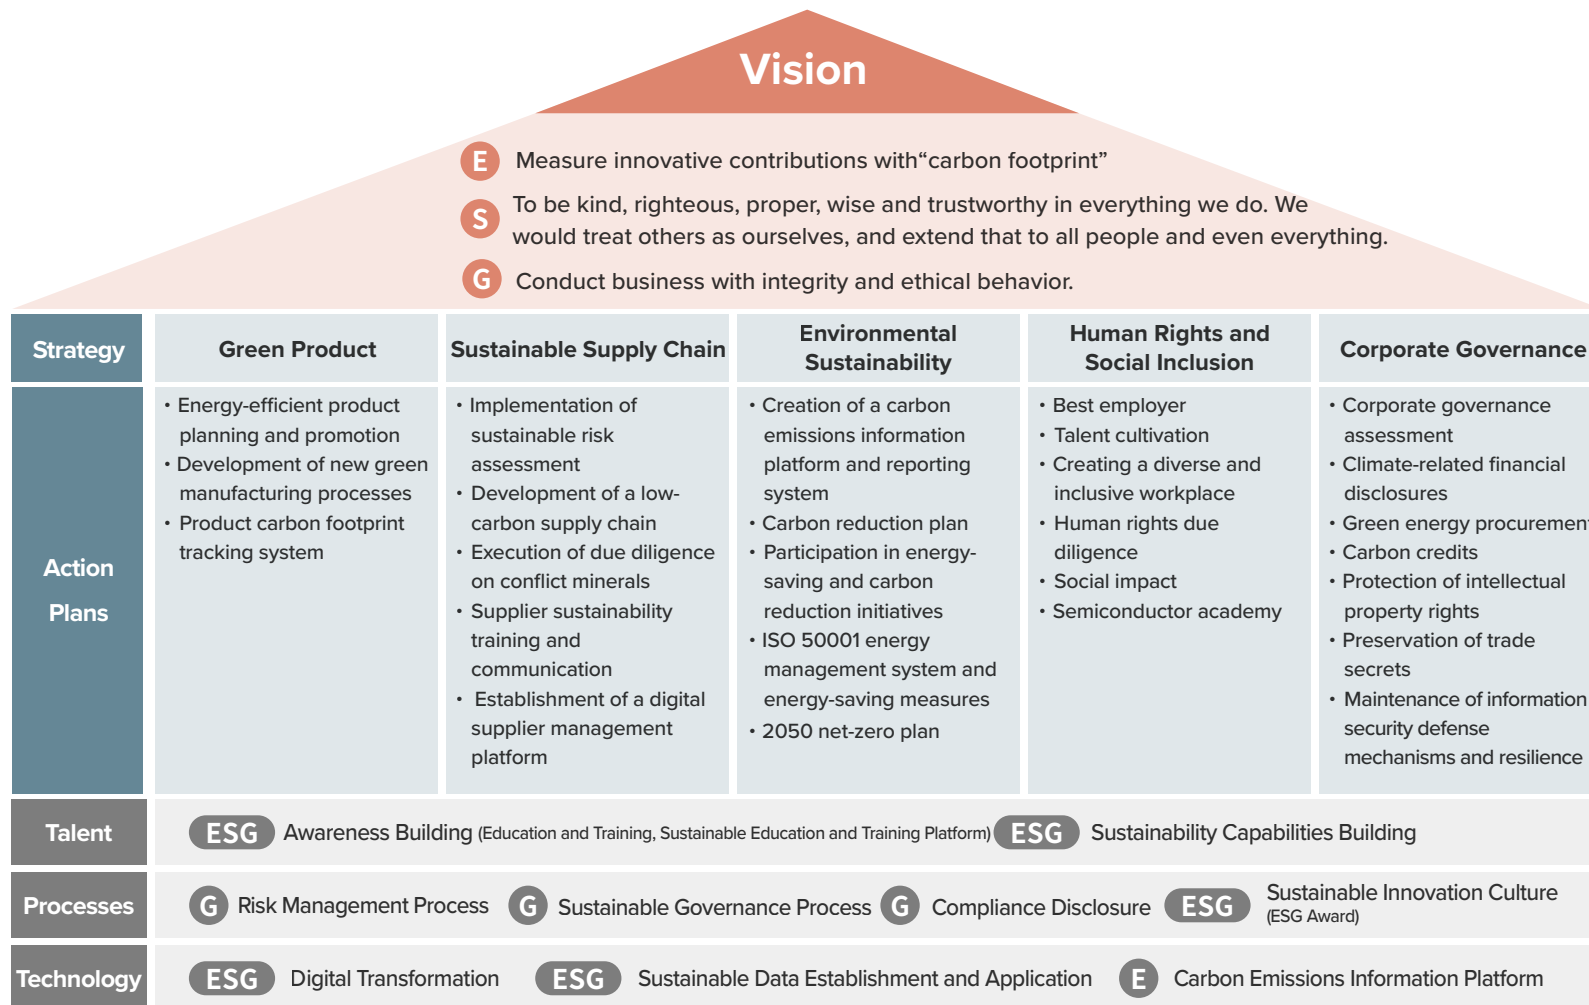 Vision
E Measure innovative contributions with“carbon footprint”
S To be kind, righteous, proper, wise and trustworthy in everything we do. We
would treat others as ourselves, and extend that to all people and even everything.
G Conduct business with integrity and ethical behavior.
Strategy
Green Product
Sustainable Supply Chain
Environmental
Sustainability
Human Rights and
Social Inclusion
Corporate Governance
Action
Plans
• Energy-efficient product
planning and promotion
• Development of new green
manufacturing processes
• Product carbon footprint
tracking system
• Implementation of
sustainable risk
assessment
• Development of a low-
carbon supply chain
• Execution of due diligence
on conflict minerals
• Supplier sustainability
training and
communication
• Establishment of a digital
supplier management
platform
• Creation of a carbon
emissions information
platform and reporting
system
• Carbon reduction plan
• Participation in energy-
saving and carbon
reduction initiatives
• ISO 50001 energy
management system and
energy-saving measures
• 2050 net-zero plan
• Best employer
• Talent cultivation
• Creating a diverse and
inclusive workplace
• Human rights due
diligence
• Social impact
• Semiconductor academy
• Corporate governance
assessment
• Climate-related financial
disclosures
• Green energy procurement
• Carbon credits
• Protection of intellectual
property rights
• Preservation of trade
secrets
• Maintenance of information
security defense
mechanisms and resilience
Talent
ESG Awareness Building (Education and Training, Sustainable Education and Training Platform)
ESG Sustainability Capabilities Building
Processes
G Risk Management Process
G Sustainable Governance Process
G Compliance Disclosure
ESG Sustainable Innovation Culture
(ESG Award)
Technology
ESG Digital Transformation
ESG Sustainable Data Establishment and Application
E Carbon Emissions Information Platform